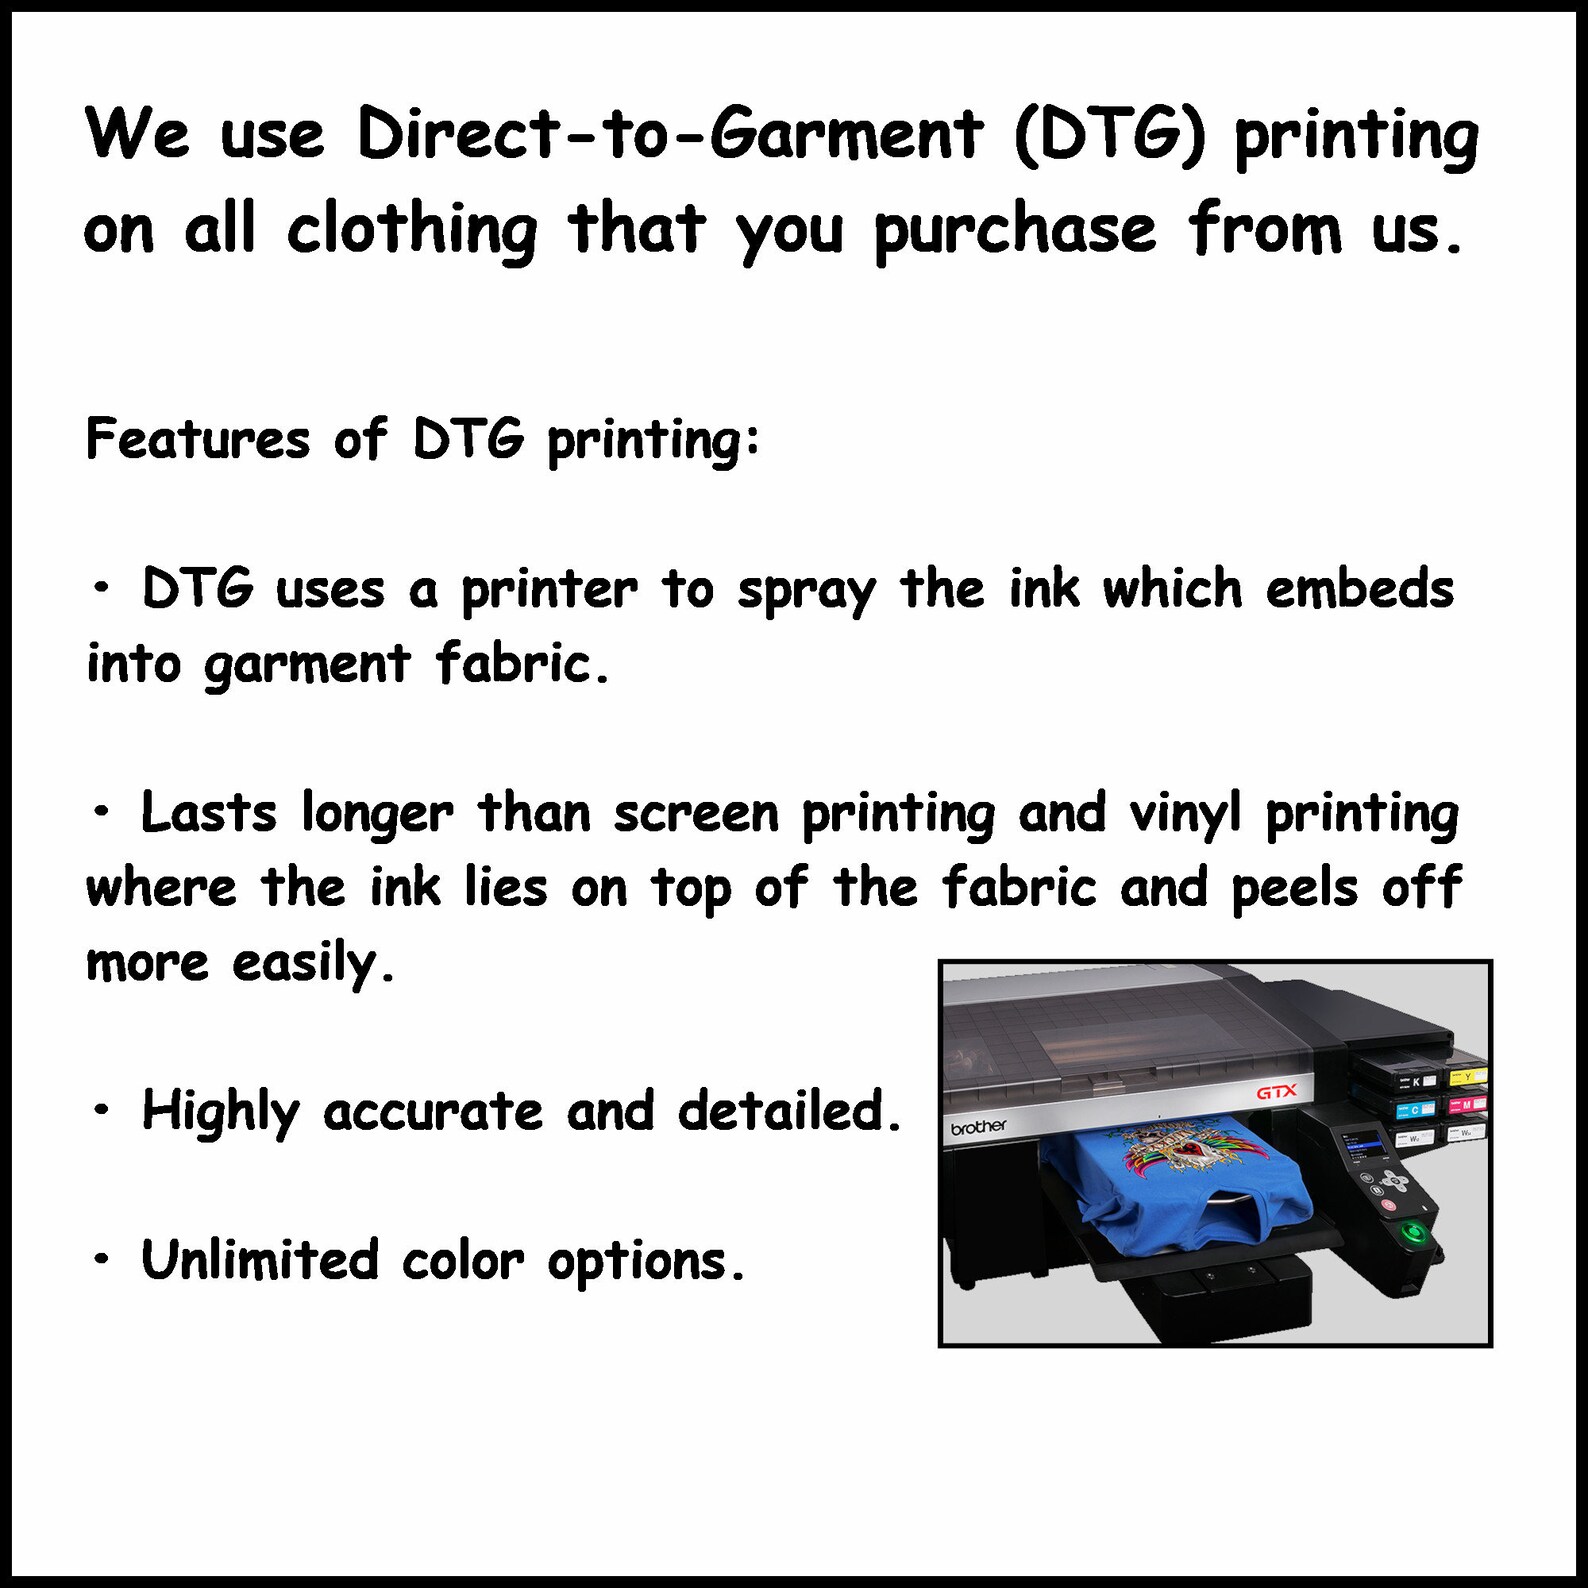 We use Direct-to-Garment (DTG) printing
on all clothing that you purchase from us.
Features of DTG printing:
• DTG uses a printer to spray the ink which embeds
into garment fabric.
• Lasts longer than screen printing and vinyl printing
where the ink lies on top of the fabric and peels off
more easily.
• Highly accurate and detailed.
• Unlimited color options.
GTX
brother
K
Y
C
M
W
W